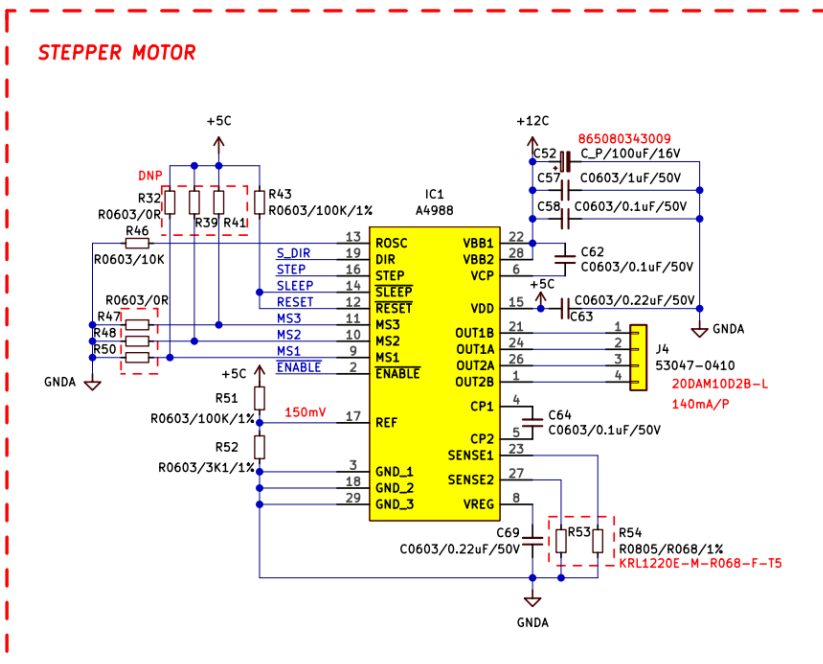 STEPPER MOTOR
+5C
+12C
865080343009
C52 C_P/100uF/16V
DNP
C57 C0603/1uF/50V
R32 R43 IC1
R0603/0R R39 R41 R0603/100K/1% A4988 C58 C0603/0.1uF/50V
R46
R0603/10K
13 ROSC VBB1 22
S_DIR 19 DIR VBB2 28 C62
STEP 16 STEP VCP 6 C0603/0.1uF/50V
SLEEP 14 SLEEP +5C
R0603/0R RESET 12 RESET VDD 15 C0603/0.22uF/50V
C63
R47 MS3 11 MS3 OUT1B 21 1 GNDA
R48 MS2 10 MS2 OUT1A 24 2 J4
R50 MS1 9 MS1 OUT2A 26 3 53047-0410
GNDA ENABLE 2 ENABLE OUT2B 1 4 20DAM10D2B-L
+5C 140mA/P
R51 CP1 4
R0603/100K/1% 150mV 17 REF C64
C0603/0.1uF/50V
R52 CP2 5
R0603/3K1/1% SENSE1 23
3 GND_1 SENSE2 27
18 GND_2
29 GND_3 VREG 8
C69 R53 R54
C0603/0.22uF/50V R0805/R068/1%
KRL1220E-M-R068-F-T5
GNDA